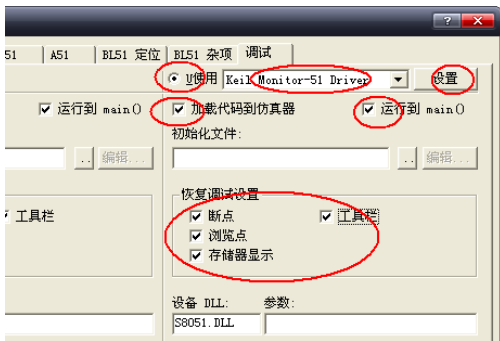 51 A51 BL51 定位 BL51 杂项 调试
U使用 Keil Monitor-51 Driver 设置
运行到 main() 加载代码到仿真器 运行到 main()
初始化文件:
.. 编辑... .. 编辑...
恢复调试设置
工具栏 断点 工具栏
浏览点
存储器显示
设备 DLL: 参数:
S8051.DLL